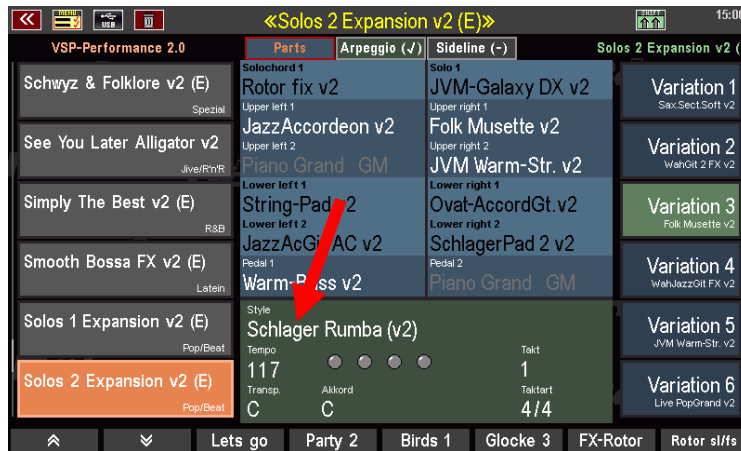 MENU
USB
«Solos 2 Expansion v2 (E)»
SHIFT
15:00
VSP-Performance 2.0
Parts
Arpeggio (√)
Sideline (-)
Solos 2 Expansion v2 (
Schwyz & Folklore v2 (E)
Spezial
See You Later Alligator v2
Jive/R'n'R
Simply The Best v2 (E)
R&B
Smooth Bossa FX v2 (E)
Latein
Solos 1 Expansion v2 (E)
Pop/Beat
Solos 2 Expansion v2 (E)
Pop/Beat
Solochord 1
Rotor fix v2
Solo 1
JVM-Galaxy DX v2
Upper left 1
JazzAccordeon v2
Upper right 1
Folk Musette v2
Upper left 2
Piano Grand GM
Upper right 2
JVM Warm-Str. v2
Lower left 1
String-Pad v2
Lower right 1
Ovat-AccordGt.v2
Lower left 2
AC v2
Lower right 2
SchlagerPad 2 v2
Pedal 1
Warm-Bass v2
Pedal 2
Piano Grand GM
Style
Schlager Rumba (v2)
Tempo
117
Takt
1
Transp.
C
Akkord
C
Taktart
4/4
Variation 1
Sax.Sect.Soft v2
Variation 2
WahGit 2 FX v2
Variation 3
Folk Musette v2
Variation 4
WahJazzGit FX v2
Variation 5
JVM Warm-Str. v2
Variation 6
Live PopGrand v2
Lets go
Party 2
Birds 1
Glocke 3
FX-Rotor
Rotor sl/fs